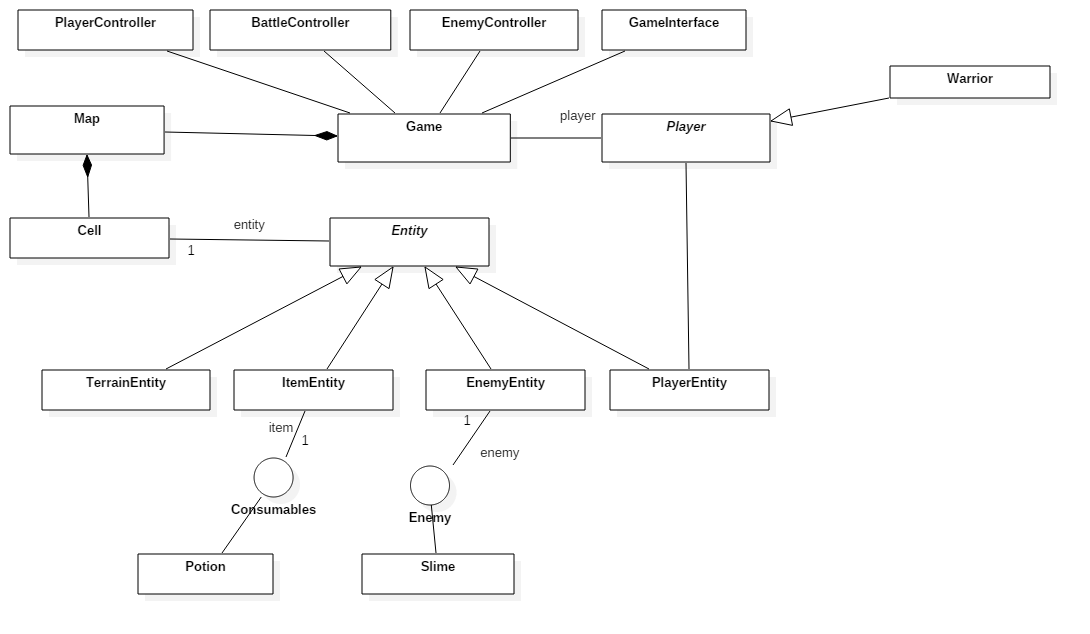 PlayerController
BattleController
EnemyController
GameInterface
Warrior
Map
Game
player
Player
Cell
entity
1
Entity
TerrainEntity
ItemEntity
EnemyEntity
PlayerEntity
item
1
1
enemy
Consumables
Enemy
Potion
Slime